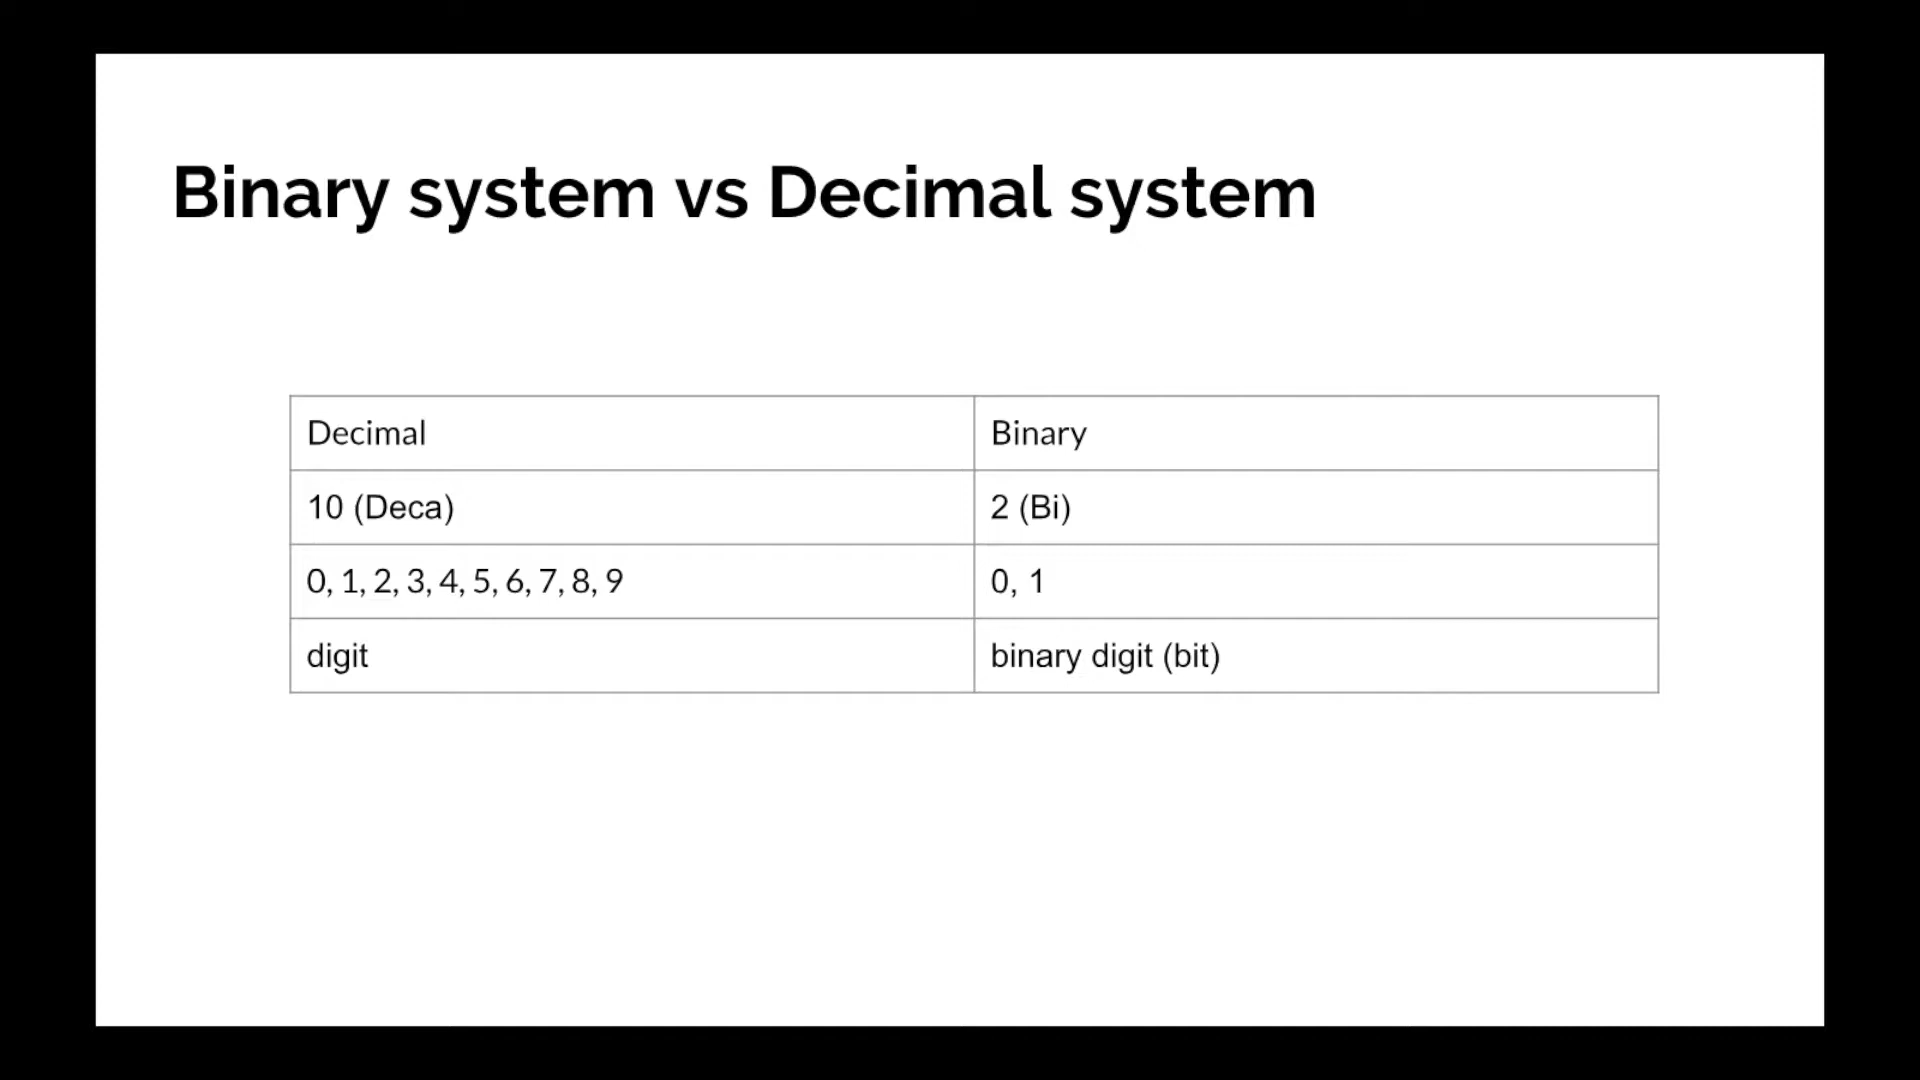 Binary system vs Decimal system
Decimal Binary
10 (Deca) 2 (Bi)
0, 1, 2, 3, 4, 5, 6, 7, 8, 9 0, 1
digit binary digit (bit)